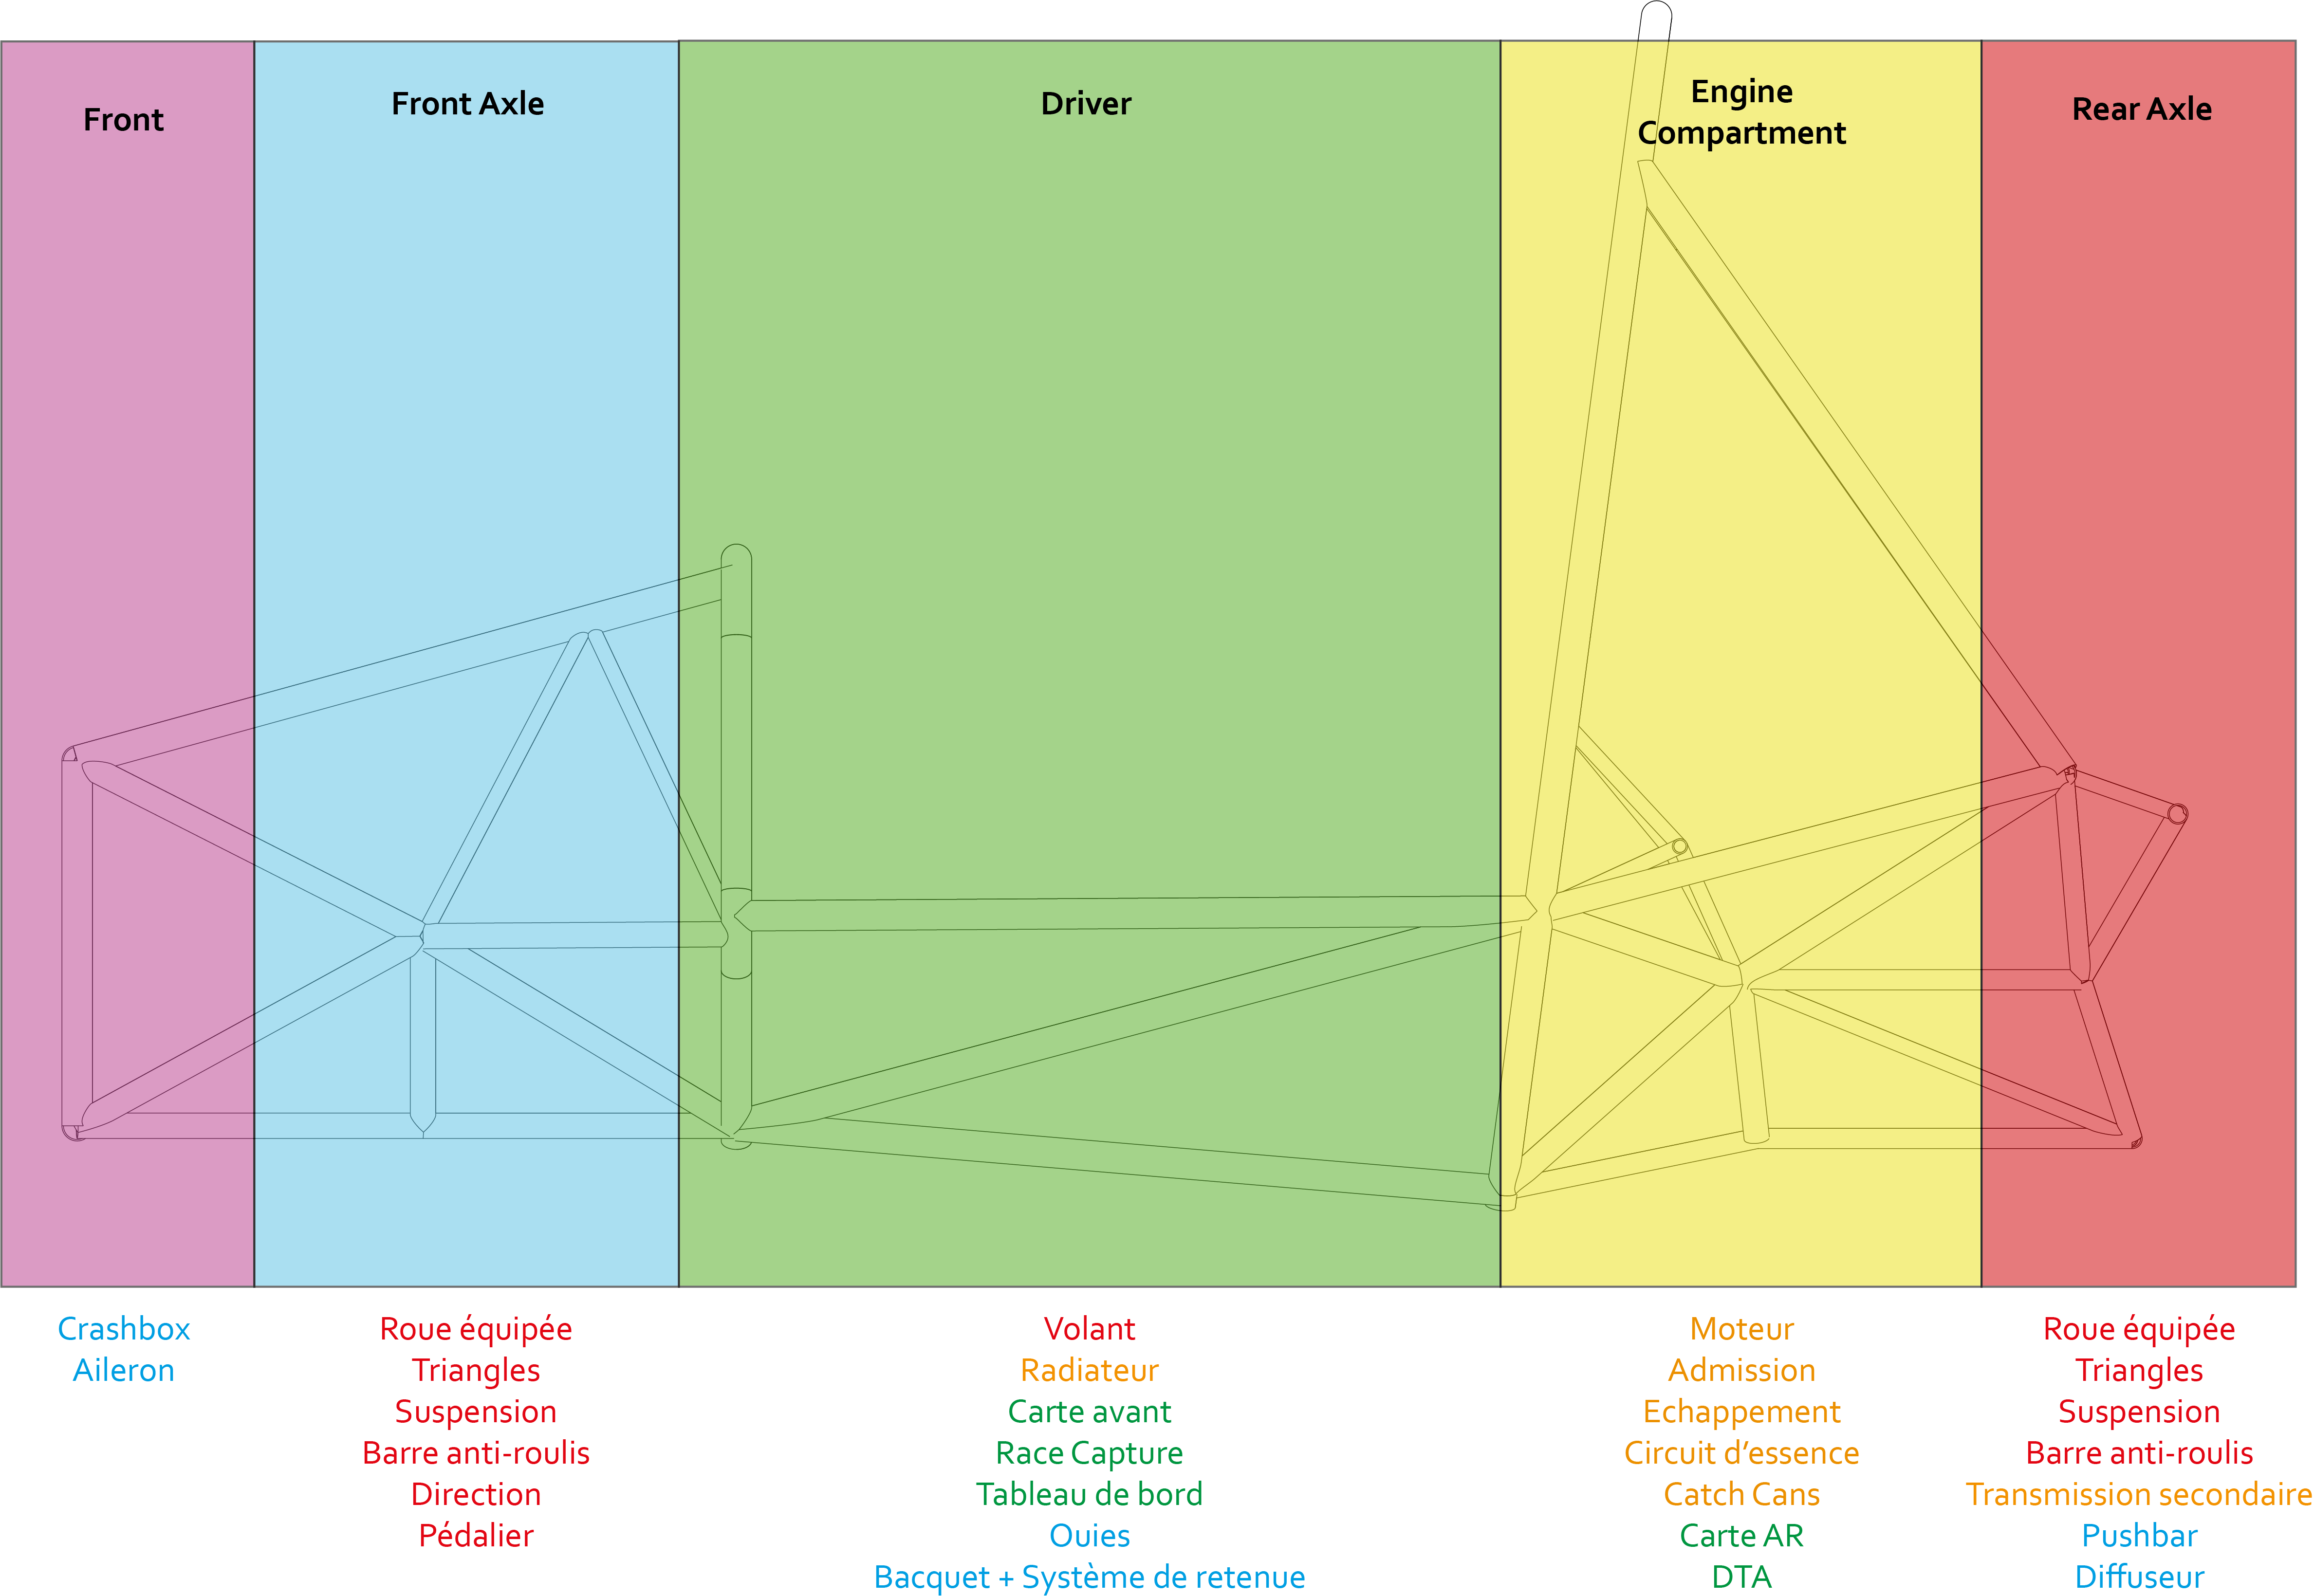 Front
Front Axle
Driver
Engine
Compartment
Rear Axle
Crashbox
Aileron
Roue équipée
Triangles
Suspension
Barre anti-roulis
Direction
Pédalier
Volant
Radiateur
Carte avant
Race Capture
Tableau de bord
Ouies
Bacquet + Système de retenue
Moteur
Admission
Echappement
Circuit d'essence
Catch Cans
Carte AR
DTA
Roue équipée
Triangles
Suspension
Barre anti-roulis
Transmission secondaire
Pushbar
Diffuseur